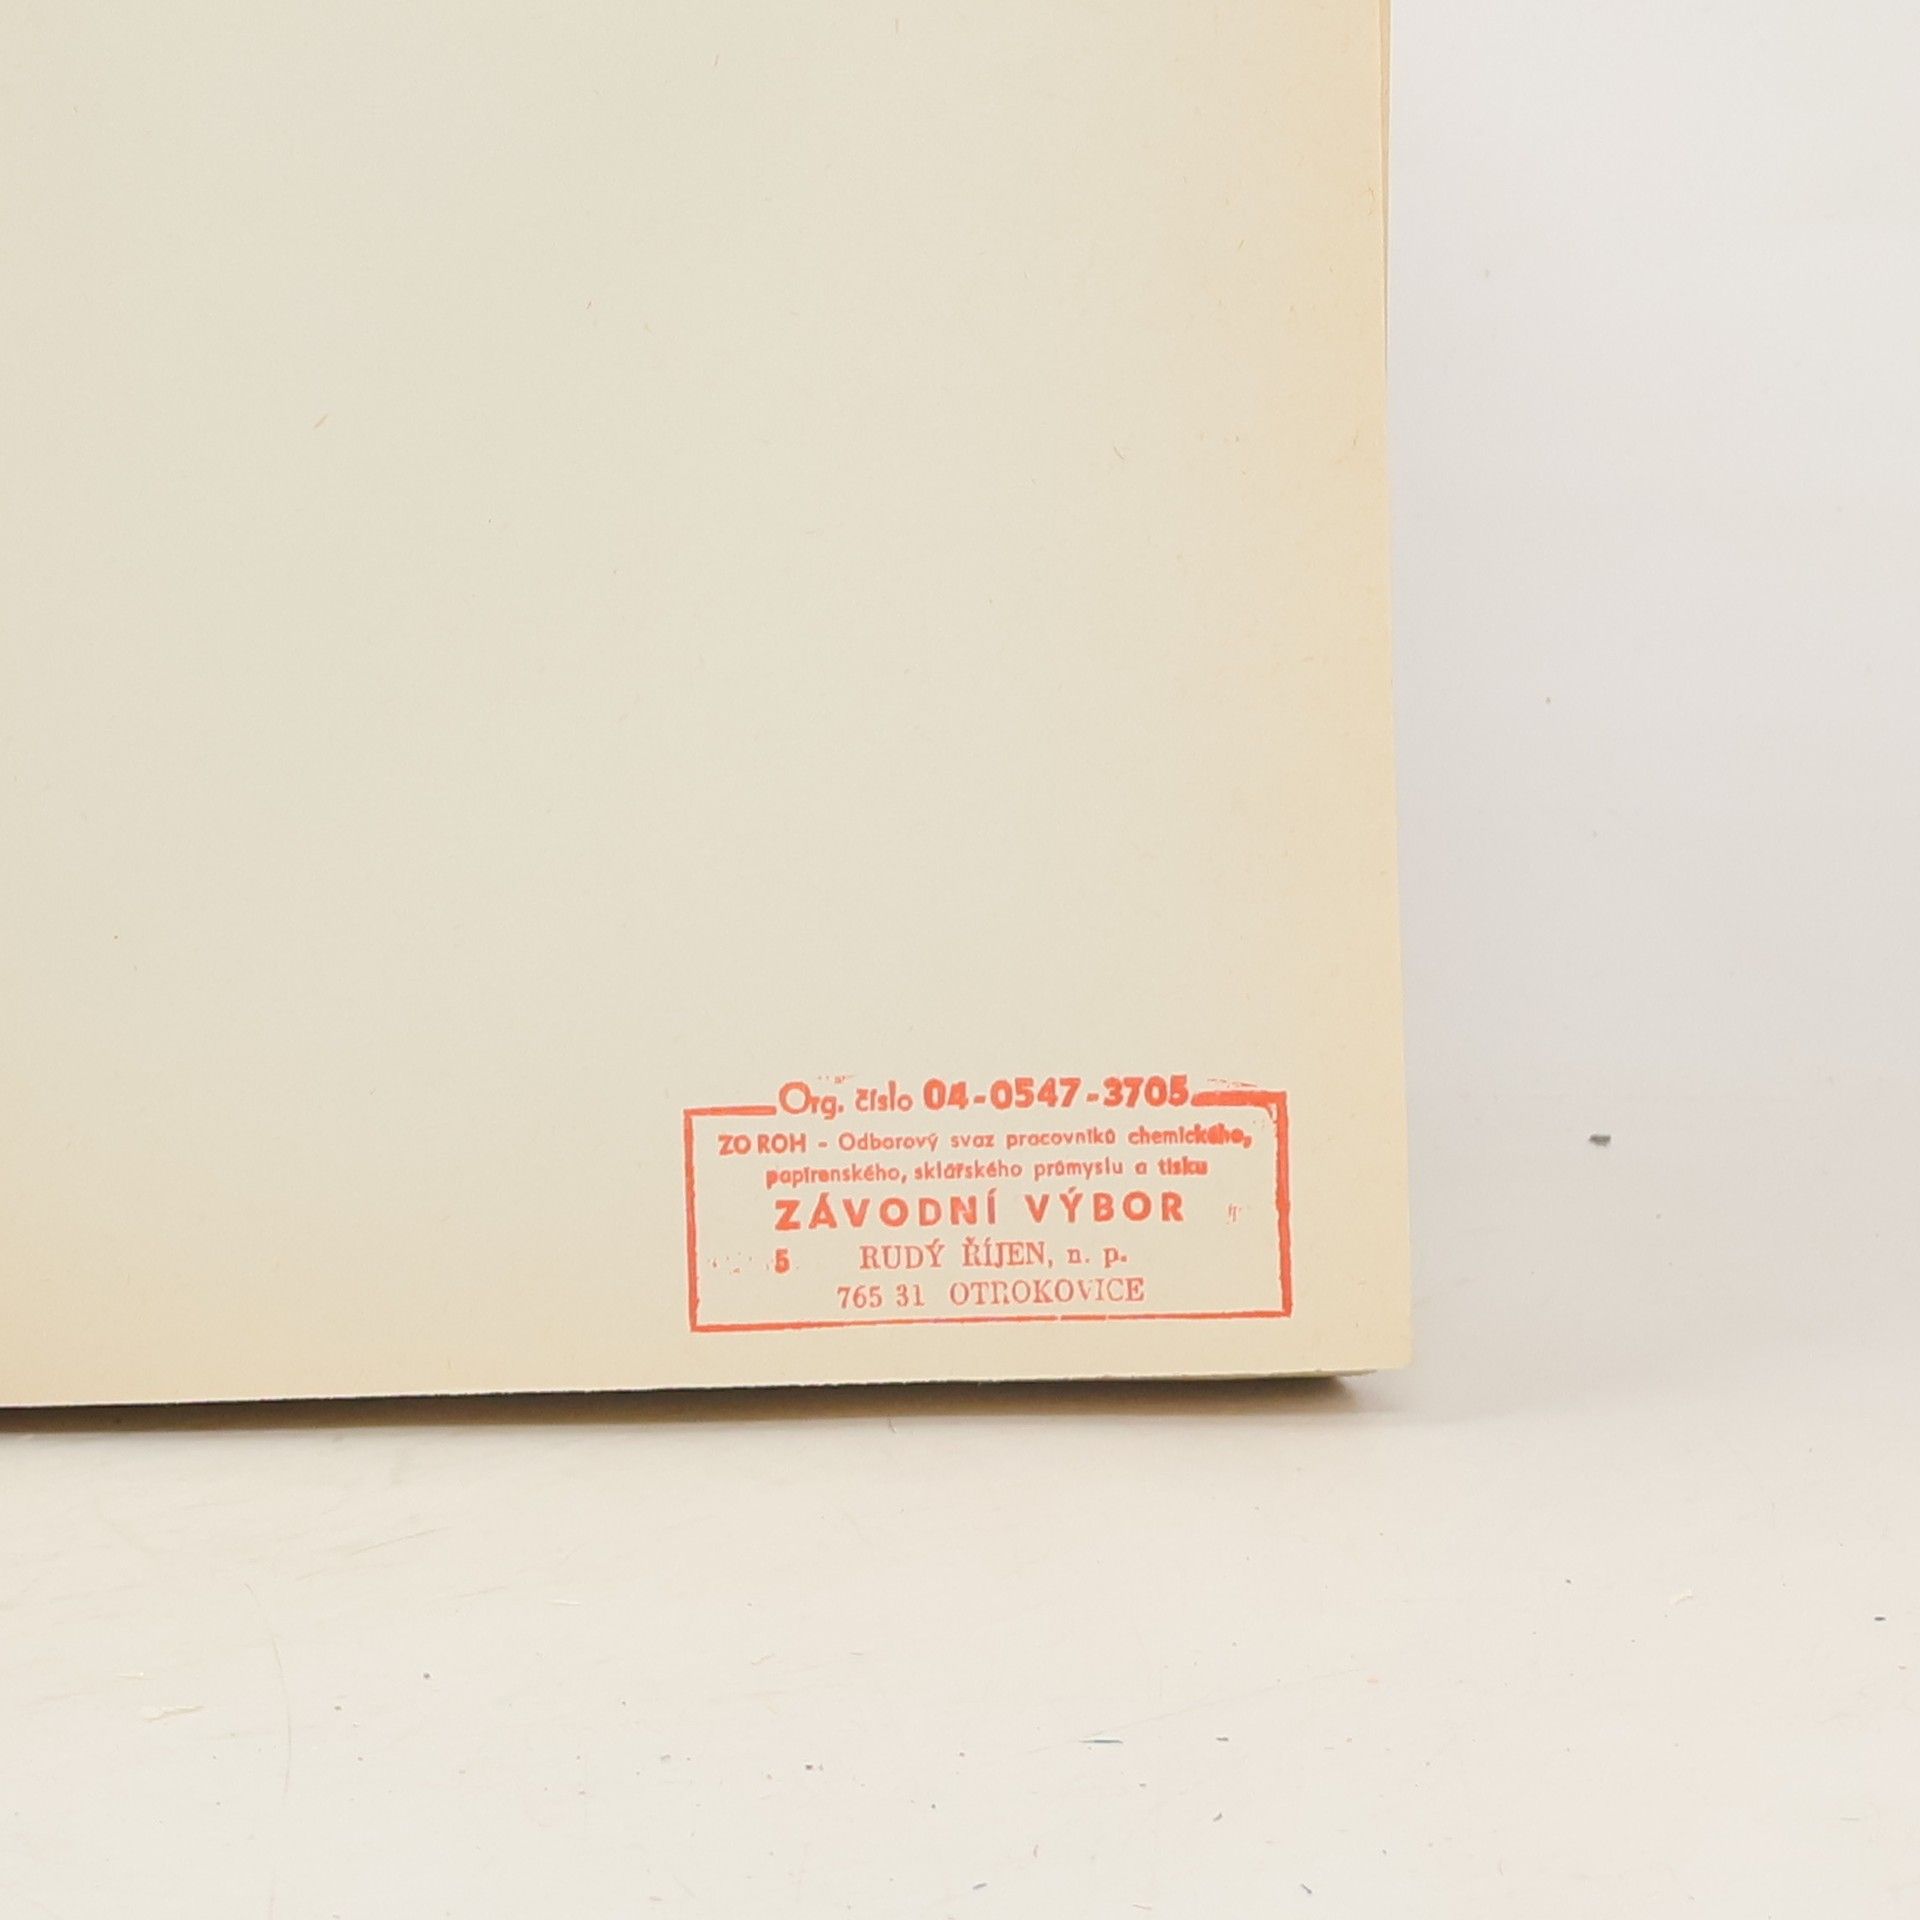 Org. číslo 04-0547-3705
ZO ROH - Odborový svaz pracovníků chemického,
papírenského, sklářského průmyslu a tisku
ZÁVODNÍ VÝBOR
5 RUDÝ ŘÍJEN, n. p.
765 31 OTROKOVICE